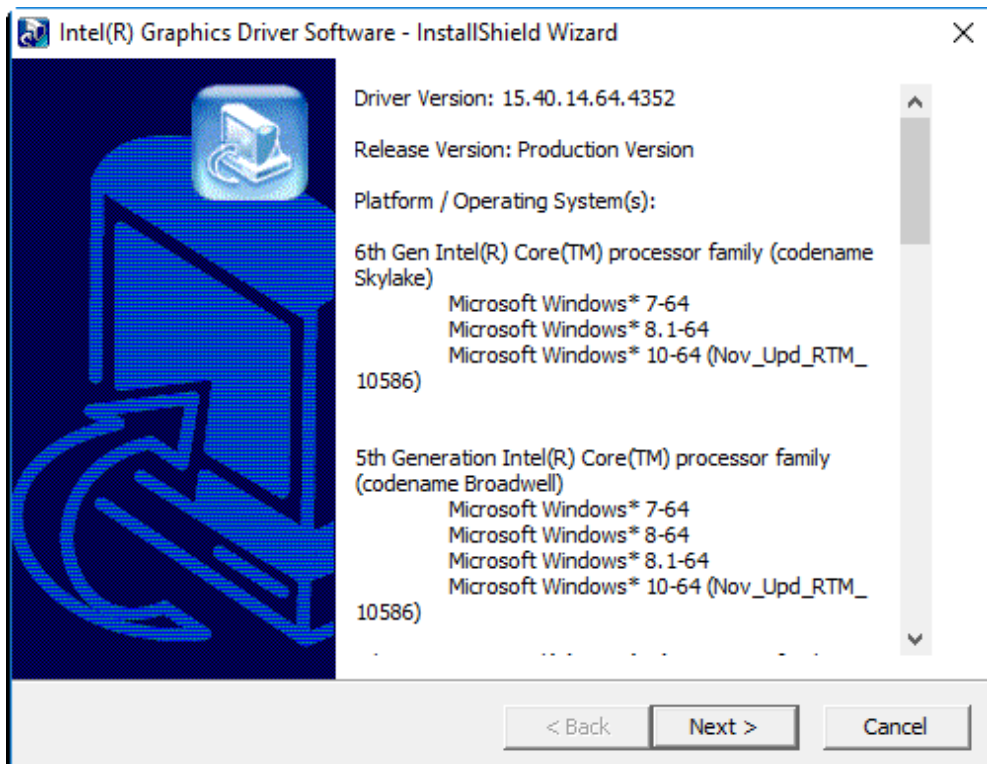 Intel(R) Graphics Driver Software - InstallShield Wizard
Driver Version: 15.40.14.64.4352
Release Version: Production Version
Platform / Operating System(s):
6th Gen Intel(R) Core(TM) processor family (codename
Skylake)
Microsoft Windows* 7-64
Microsoft Windows* 8.1-64
Microsoft Windows* 10-64 (Nov_Upd_RTM_
10586)
5th Generation Intel(R) Core(TM) processor family
(codename Broadwell)
Microsoft Windows* 7-64
Microsoft Windows* 8-64
Microsoft Windows* 8.1-64
Microsoft Windows* 10-64 (Nov_Upd_RTM_
10586)
< Back
Next >
Cancel